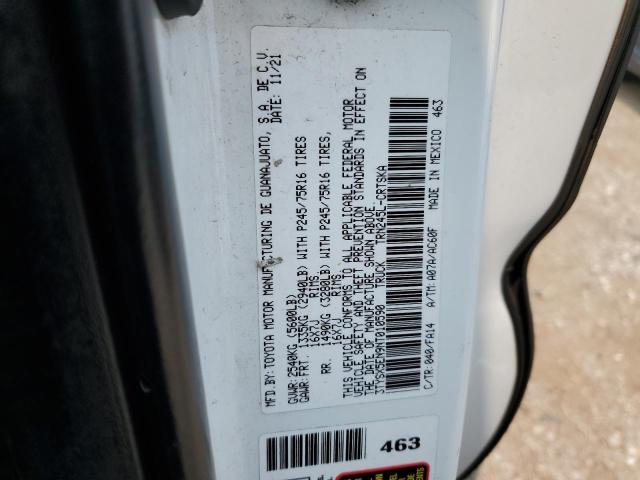 MFD. BY: TOYOTA MOTOR MANUFACTURING DE GUANAJUATO, S.A. DE C.V.
DATE: 11/21
GVWR: 2540KG (5600LB)
GAWR: FRT. 1335KG (2940LB) WITH P245/75R16 TIRES
16X7J RIMS,
RR. 1490KG (3280LB) WITH P245/75R16 TIRES,
16X7J RIMS,
THIS VEHICLE CONFORMS TO ALL APPLICABLE FEDERAL MOTOR
VEHICLE SAFETY AND THEFT PREVENTION STANDARDS IN EFFECT ON
THE DATE OF MANUFACTURE SHOWN ABOVE.
TRUCK TRN245L-CRTSKA
C/TR: 040/FA14 A/TM: A07A/AC60F MADE IN MEXICO 463
463